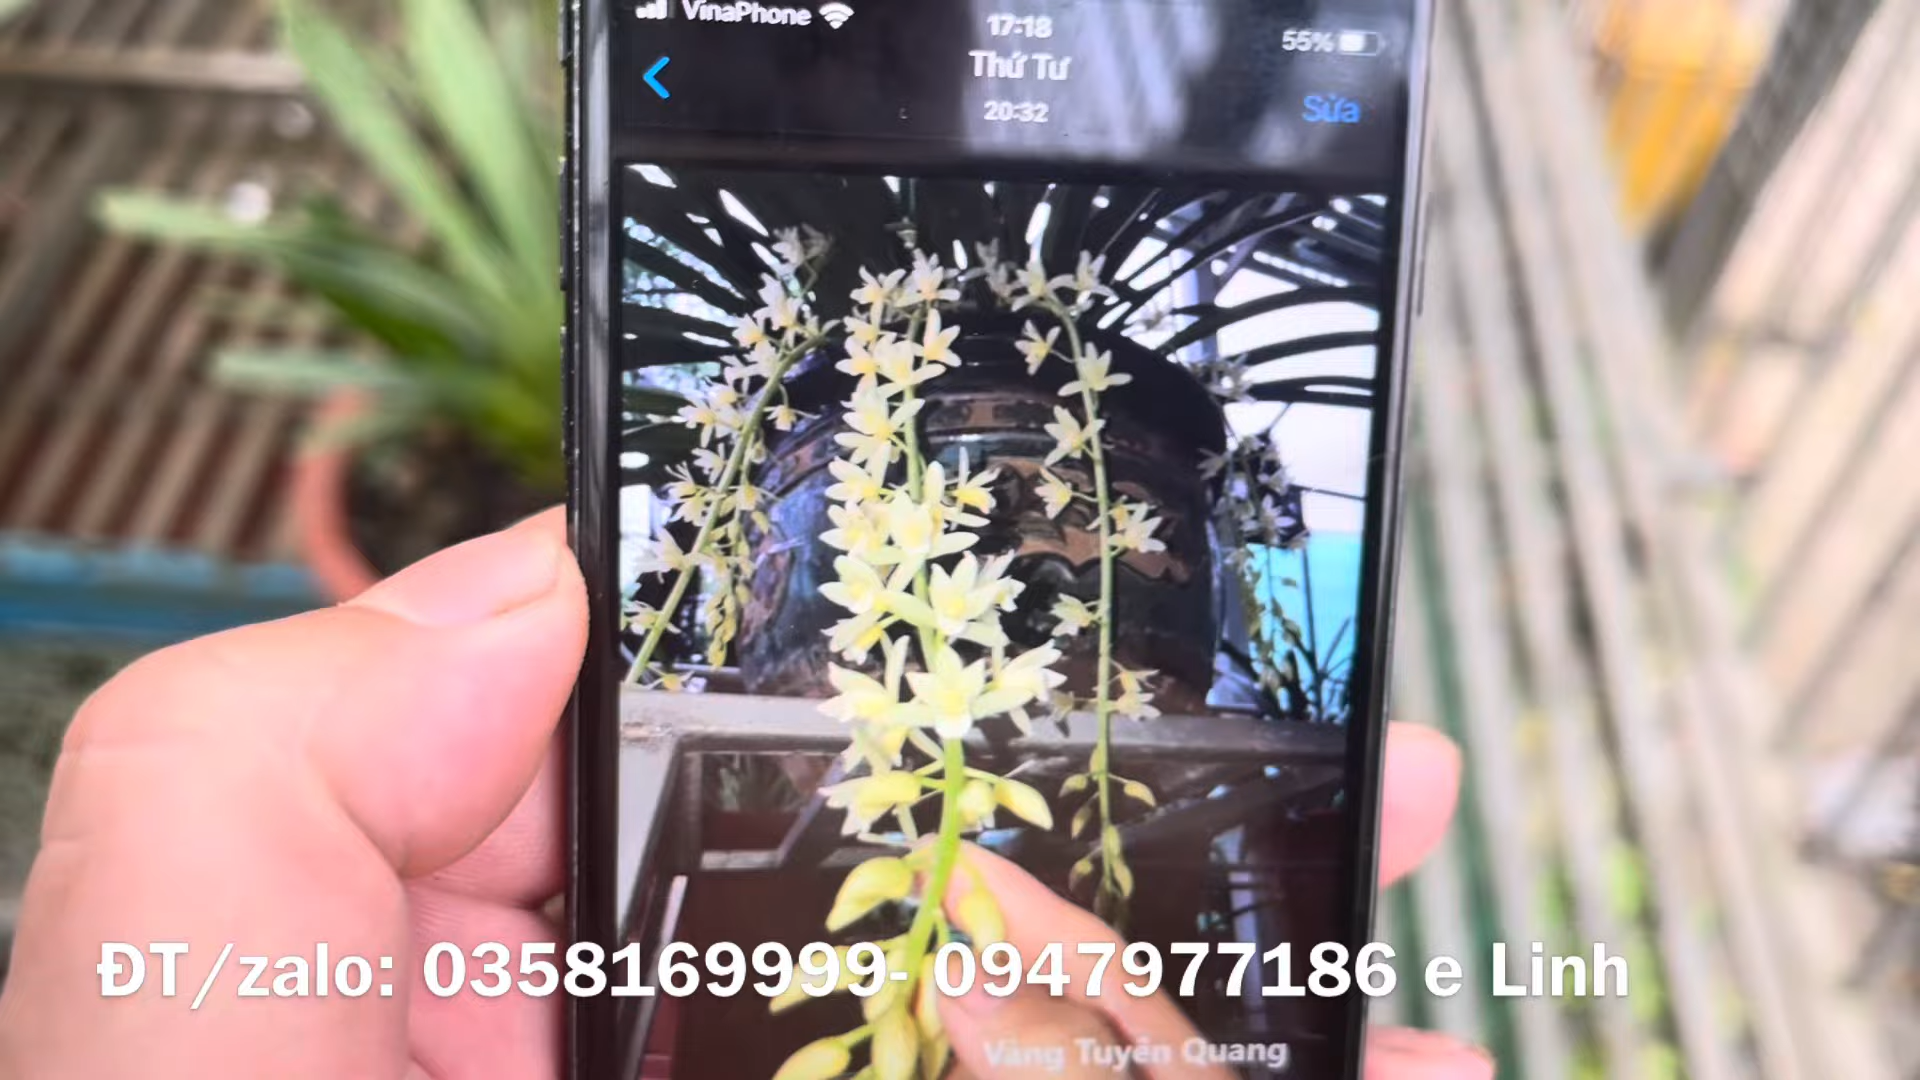 VinaPhone
17:18
55%
Thứ Tư
20:32
Sửa
ĐT/zalo: 0358169999- 0947977186 e Linh
Vàng Tuyên Quang